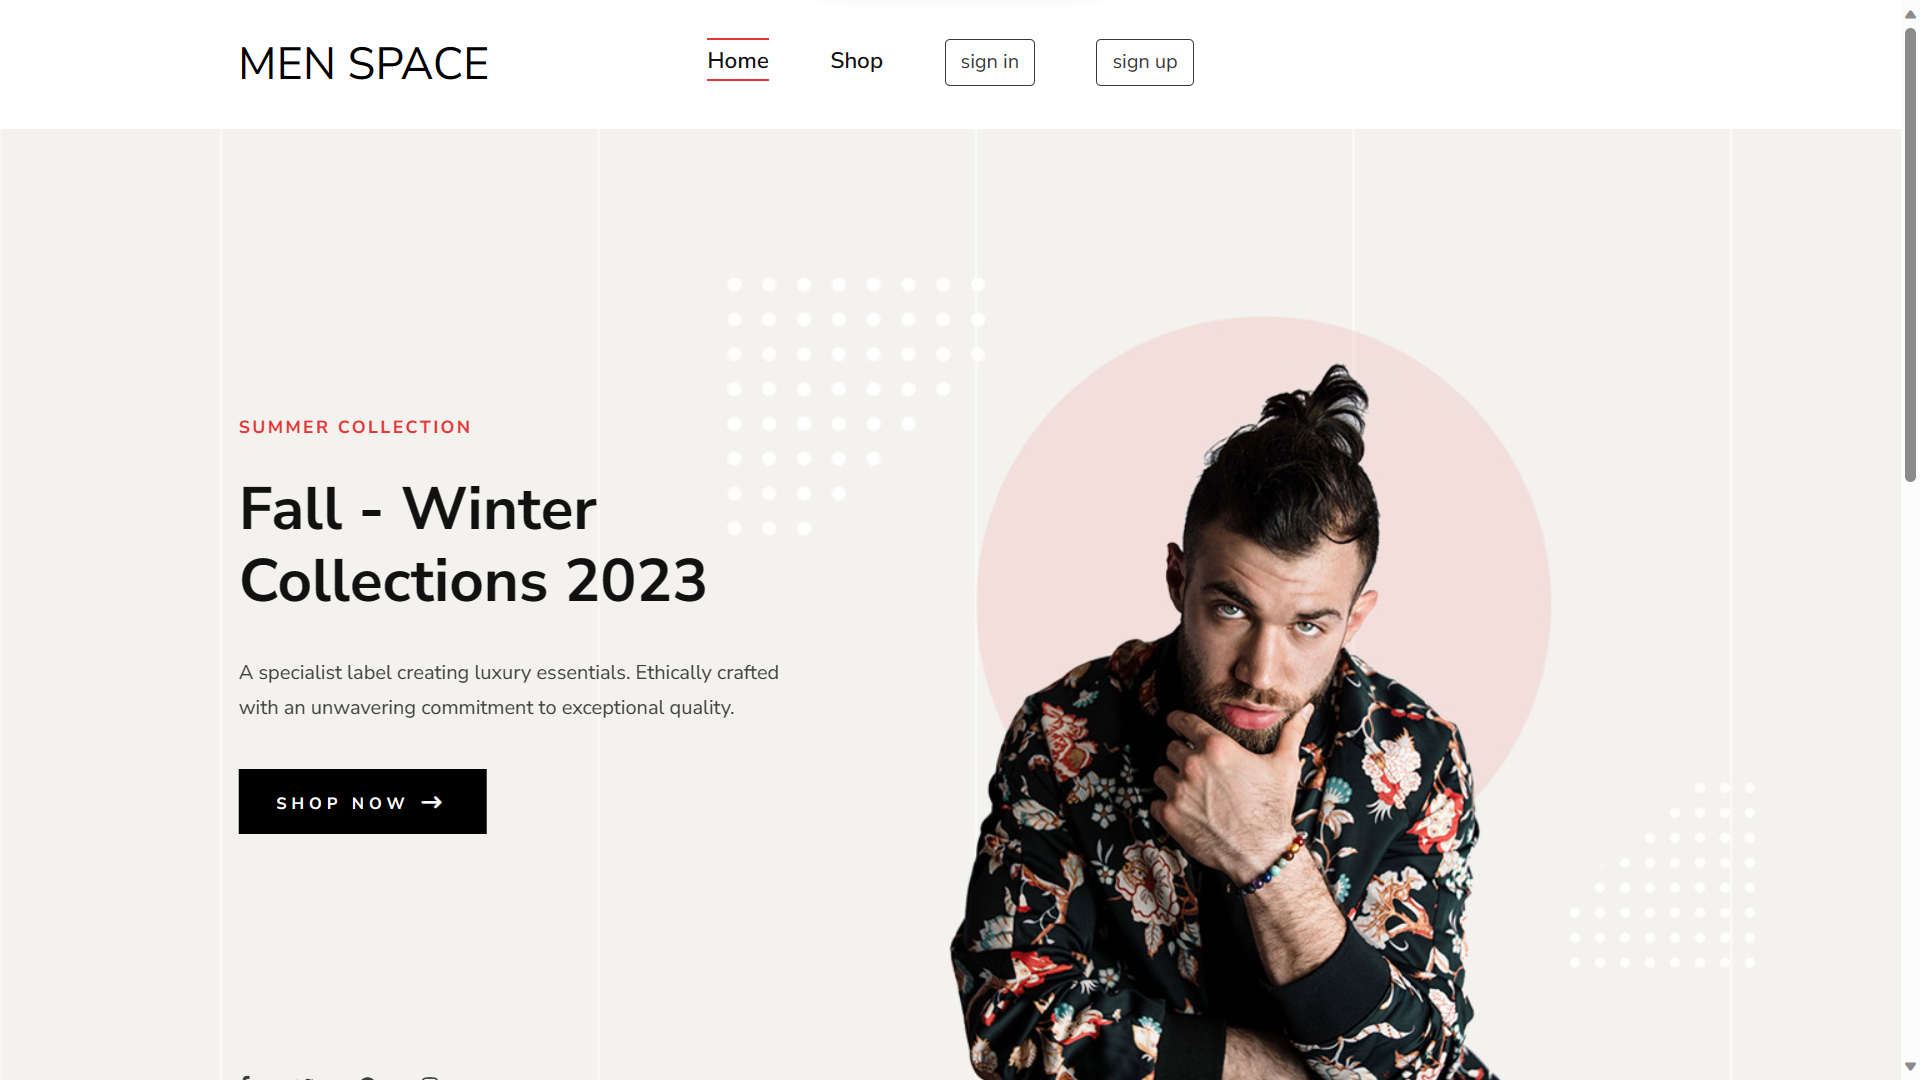 MEN SPACE
Home
Shop
sign in
sign up
SUMMER COLLECTION
Fall - Winter
Collections 2023
A specialist label creating luxury essentials. Ethically crafted
with an unwavering commitment to exceptional quality.
SHOP NOW →